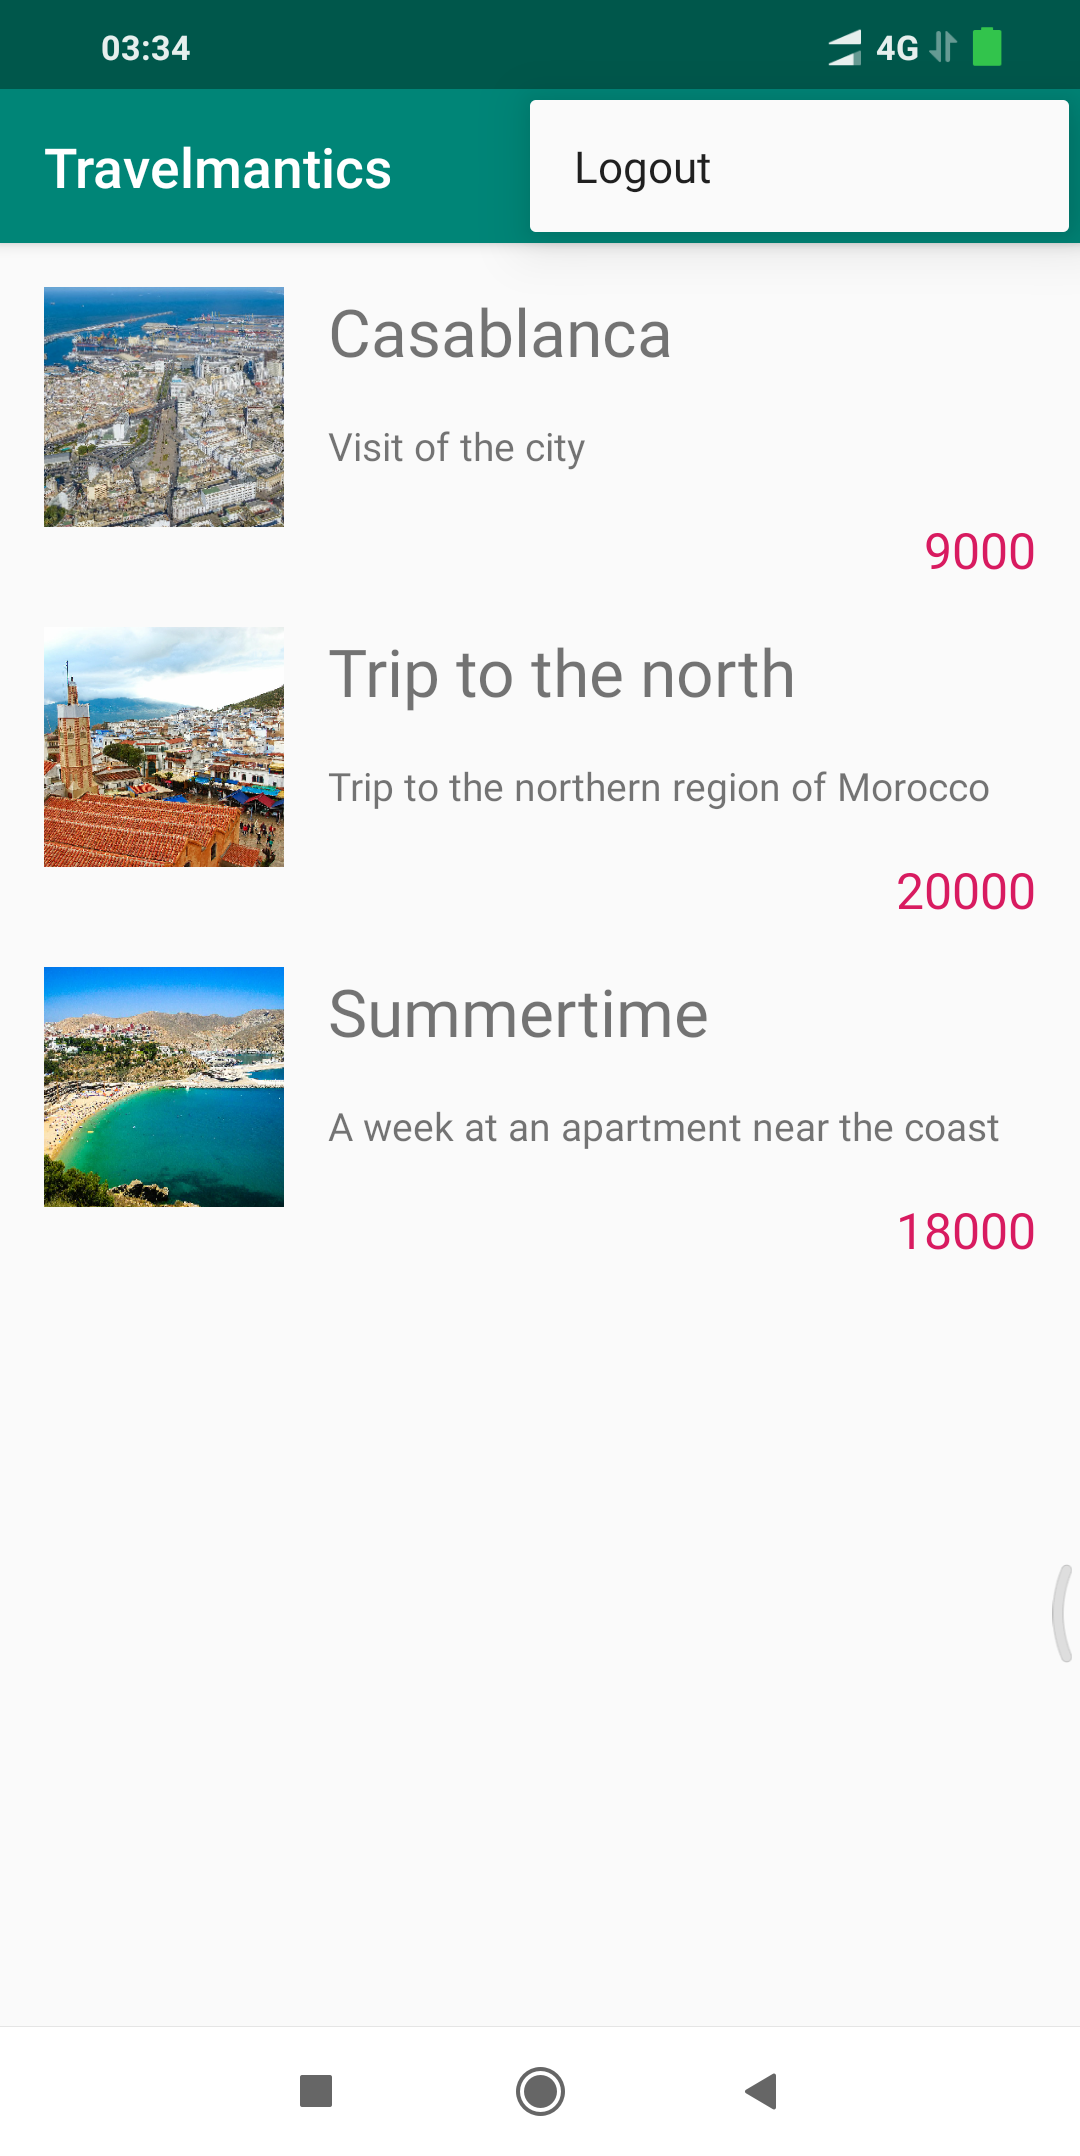 03:34
4G
Travelmantics
Logout
Casablanca
Visit of the city
9000
Trip to the north
Trip to the northern region of Morocco
20000
Summertime
A week at an apartment near the coast
18000